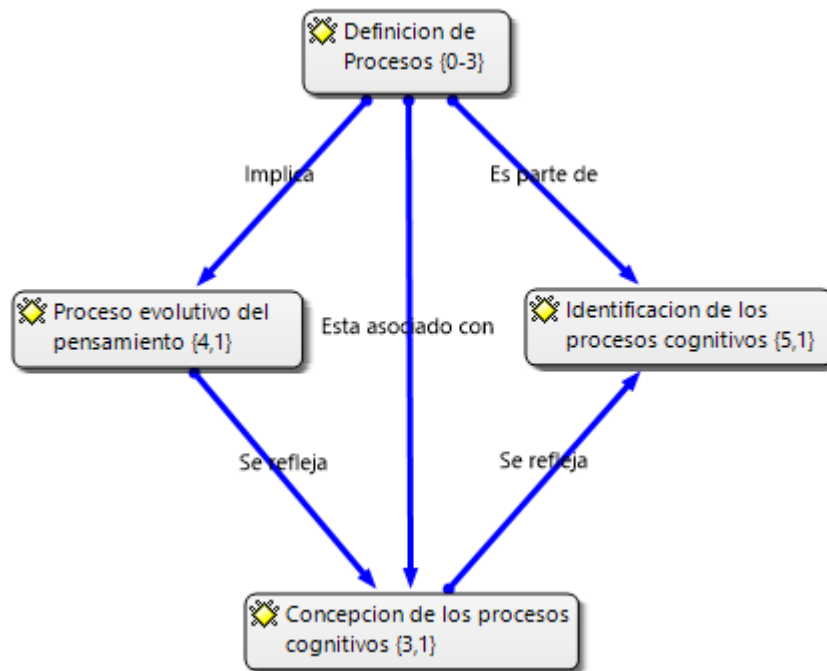 Definicion de
Procesos {0-3}
Implica
Es parte de
Proceso evolutivo del
pensamiento {4,1}
Esta asociado con
Identificacion de los
procesos cognitivos {5,1}
Se refleja
Se refleja
Concepcion de los procesos
cognitivos {3,1}